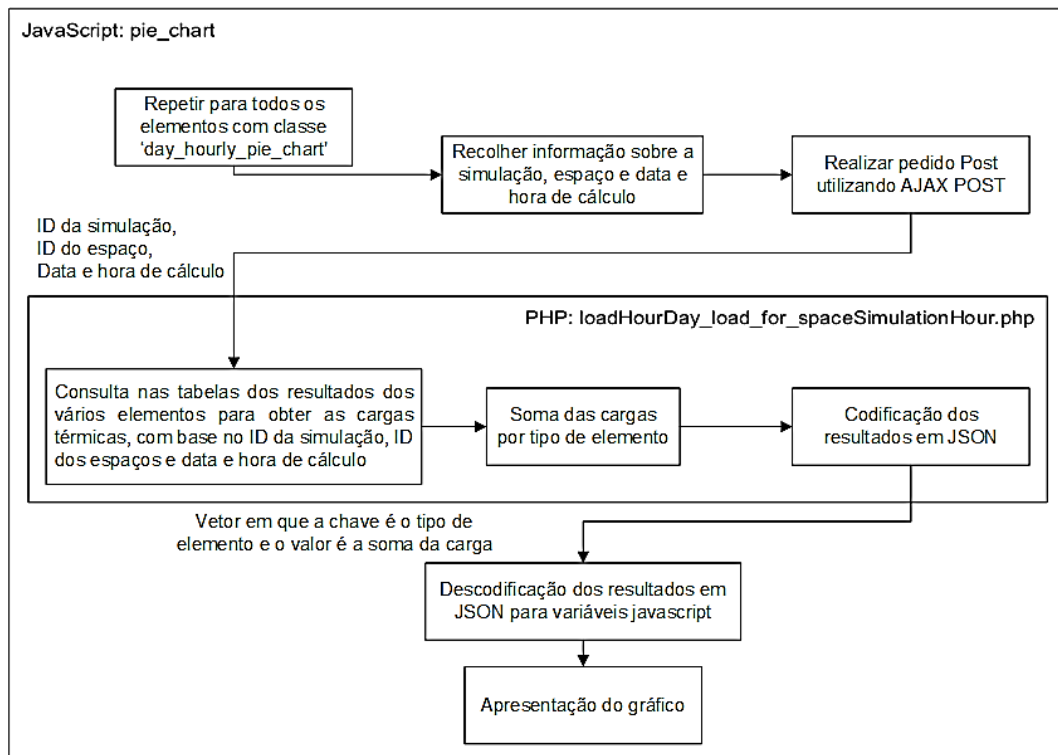 JavaScript: pie_chart
Repetir para todos os
elementos com classe
‘day_hourly_pie_chart’
Recolher informação sobre a
simulação, espaço e data e
hora de cálculo
Realizar pedido Post
utilizando AJAX POST
ID da simulação,
ID do espaço,
Data e hora de cálculo
PHP: loadHourDay_load_for_spaceSimulationHour.php
Consulta nas tabelas dos resultados dos
vários elementos para obter as cargas
térmicas, com base no ID da simulação, ID
dos espaços e data e hora de cálculo
Soma das cargas
por tipo de elemento
Codificação dos
resultados em JSON
Vetor em que a chave é o tipo de
elemento e o valor é a soma da carga
Descodificação dos resultados em
JSON para variáveis javascript
Apresentação do gráfico